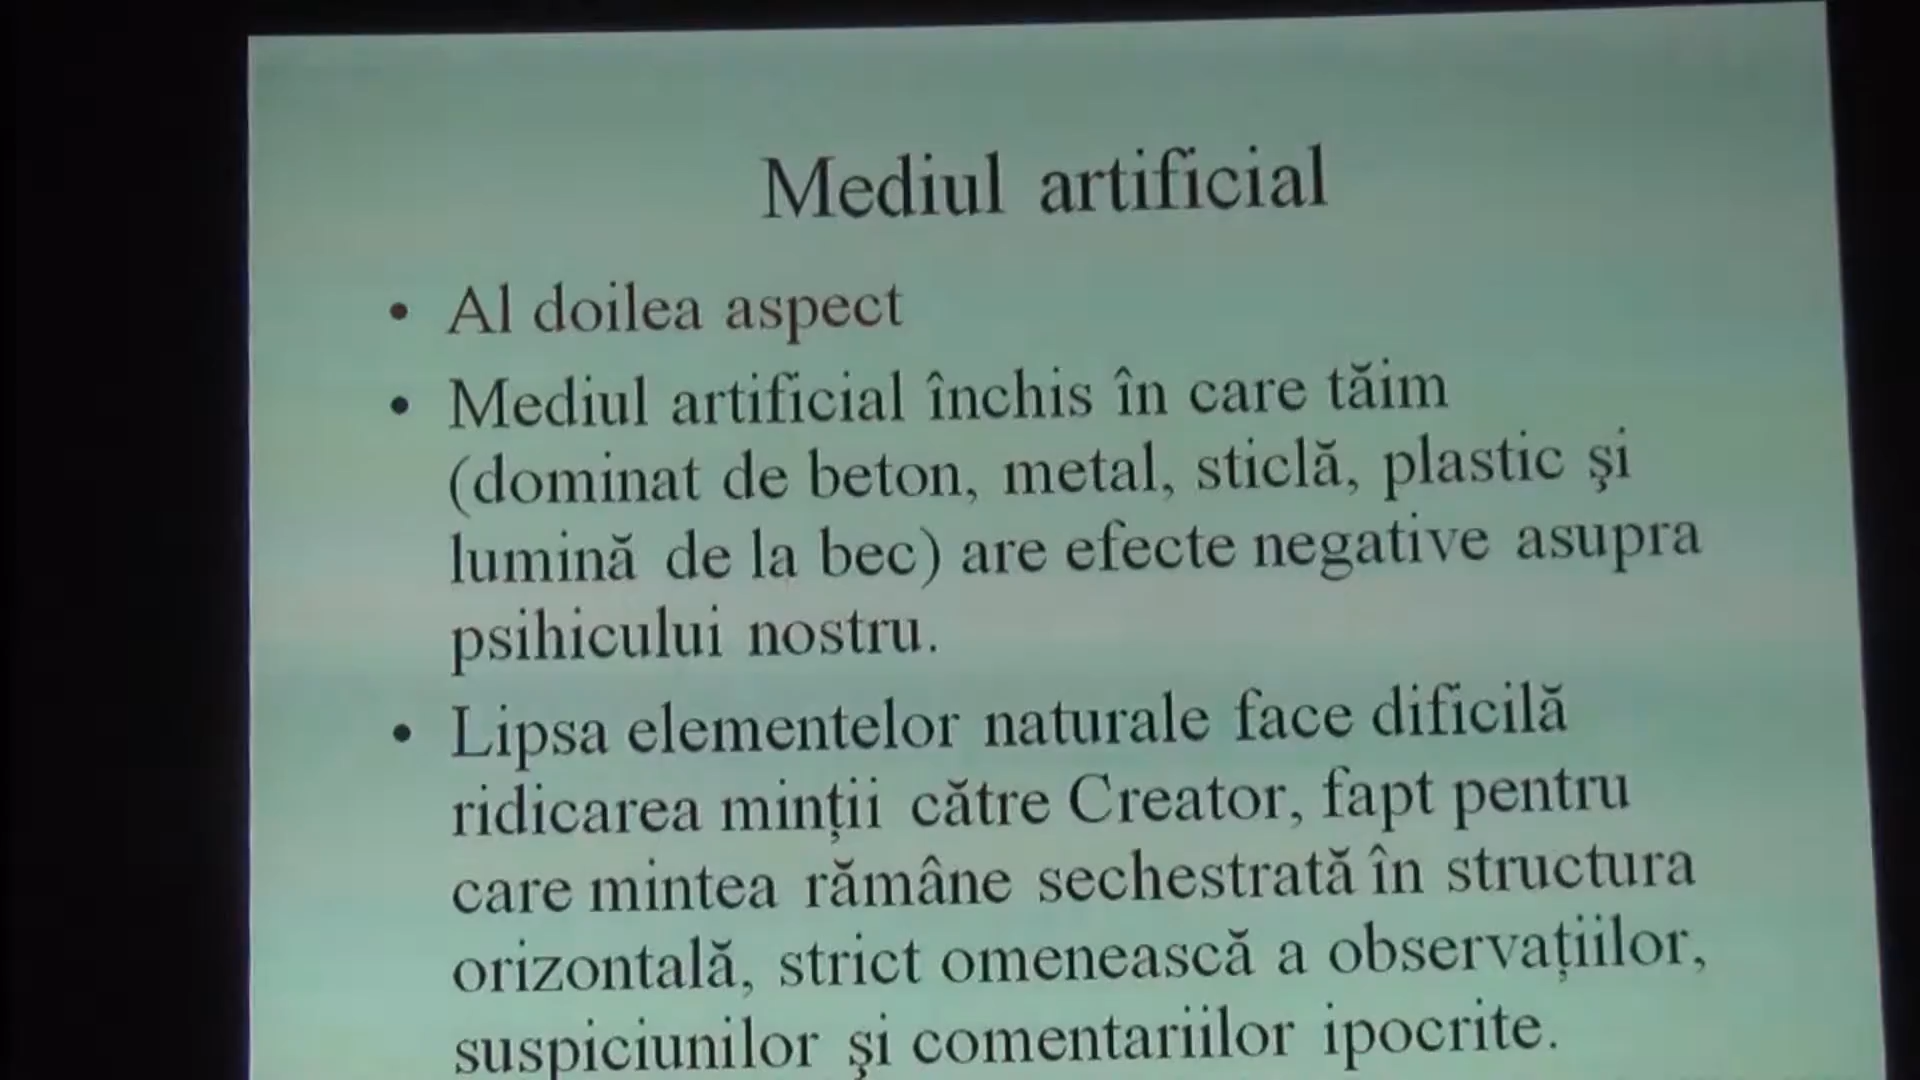 Mediul artificial
• Al doilea aspect
• Mediul artificial închis în care tăim
(dominat de beton, metal, sticlă, plastic şi
lumină de la bec) are efecte negative asupra
psihicului nostru.
• Lipsa elementelor naturale face dificilă
ridicarea minţii către Creator, fapt pentru
care mintea rămâne sechestrată în structura
orizontală, strict omenească a observaţiilor,
suspiciunilor şi comentariilor ipocrite.